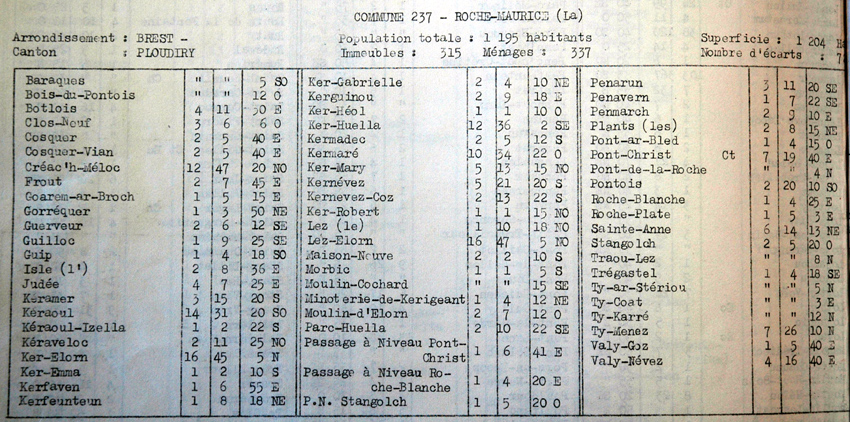 COMMUNE 237 - ROCHE-MAURICE (La)
Arrondissement : BREST - Population totale : 1 195 habitants Superficie : 1 204
Canton : PLOUDIRY Immeubles : 315 Ménages : 337 Nombre d'écarts :
Baraques " " 5 SO
Bois-du-Pontois " " 12 O
Botlois 4 11 50 E
Clos-Neuf 3 6 6 O
Cosquer 2 5 40 E
Cosquer-Vian 2 5 40 E
Créac'h-Méloc 12 47 20 NO
Frout 2 7 45 E
Goarem-ar-Broch 1 5 15 E
Gorréquer 1 3 50 NE
Guerveur 2 6 12 SE
Guilloc 1 9 25 SE
Guip 1 4 18 SO
Isle (l') 2 8 36 E
Judée 4 7 25 E
Keramer 3 15 20 S
Kéraoul 14 31 20 SO
Kéraoul-Izella 1 2 22 S
Kéraveloc 2 11 25 NO
Ker-Elorn 16 45 5 N
Ker-Emma 1 2 10 S
Kerfaven 1 6 55 E
Kerfeunteun 1 8 18 NE
Ker-Gabrielle 2 4 10 NE
Kerguinou 2 9 18 E
Ker-Héol 1 1 10 O
Ker-Huella 12 36 2 SE
Kermadec 2 5 12 S
Kermaré 10 34 22 O
Ker-Mary 5 13 15 NO
Kernévez 5 21 20 S
Kernevez-Coz 2 13 22 S
Ker-Robert 1 1 15 NO
Lez (le) 1 10 18 NO
Lez-Elorn 16 47 5 NO
Maison-Neuve 2 2 10 S
Morbic 1 1 5 S
Moulin-Cochard " " 15 SE
Minoterie-de-Kerigeant 1 4 12 NE
Moulin-d'Elorn 2 7 12 O
Parc-Huella 2 10 22 SE
Passage à Niveau Pont-
Christ 1 6 41 E
Passage à Niveau Ro-
che-Blanche 1 4 20 E
P.N. Stangolch 1 5 20 O
Penarun 3 11 20 SE
Penavern 1 7 22 SE
Penmarch 2 9 10 E
Plants (les) 2 8 15 NE
Pont-ar-Bled 1 4 15 O
Pont-Christ Ct 7 19 40 E
Pont-de-la-Roche " " 4 N
Pontois 2 20 10 SO
Roche-Blanche 1 4 25 E
Roche-Plate 1 5 3 E
Sainte-Anne 6 14 13 NE
Stangolch 2 5 20 O
Traou-Lez " " 8 N
Trégastel 1 4 18 SE
Ty-ar-Stériou " " 5 N
Ty-Coat " " 3 E
Ty-Karré " " 12 N
Ty-Menez 7 26 10 N
Valy-Goz 1 5 40 E
Valy-Névez 4 16 40 E